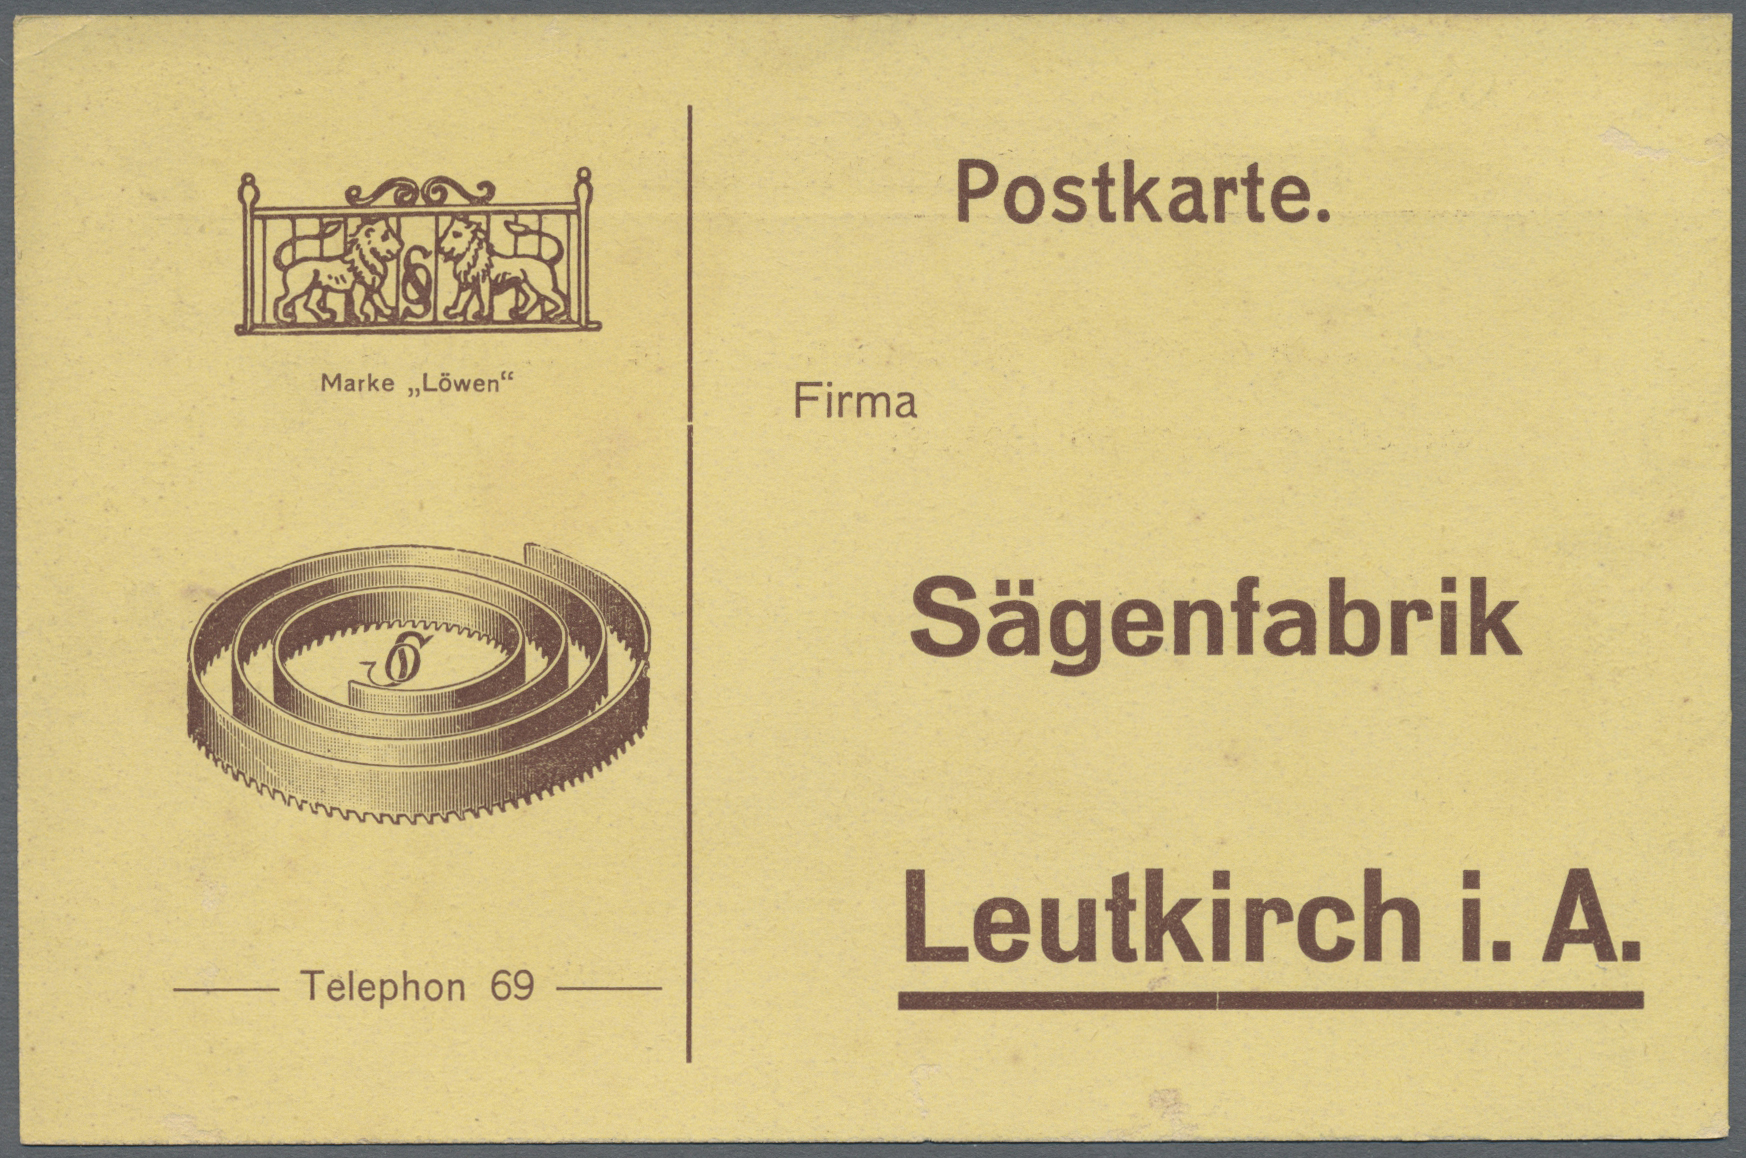 Marke „Löwen“
Telephon 69
Postkarte.
Firma
Sägenfabrik
Leutkirch i. A.